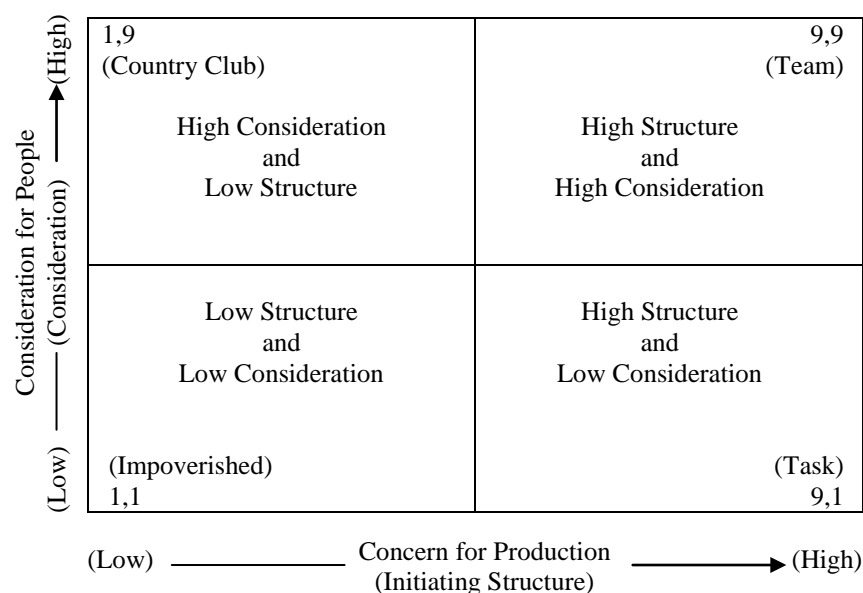 1,9
(Country Club)
High Consideration
and
Low Structure
9,9
(Team)
High Structure
and
High Consideration
Low Structure
and
Low Consideration
(Impoverished)
1,1
High Structure
and
Low Consideration
(Task)
9,1
Consideration for People
(Low) (Consideration) (High)
(Low) Concern for Production (High)
(Initiating Structure)